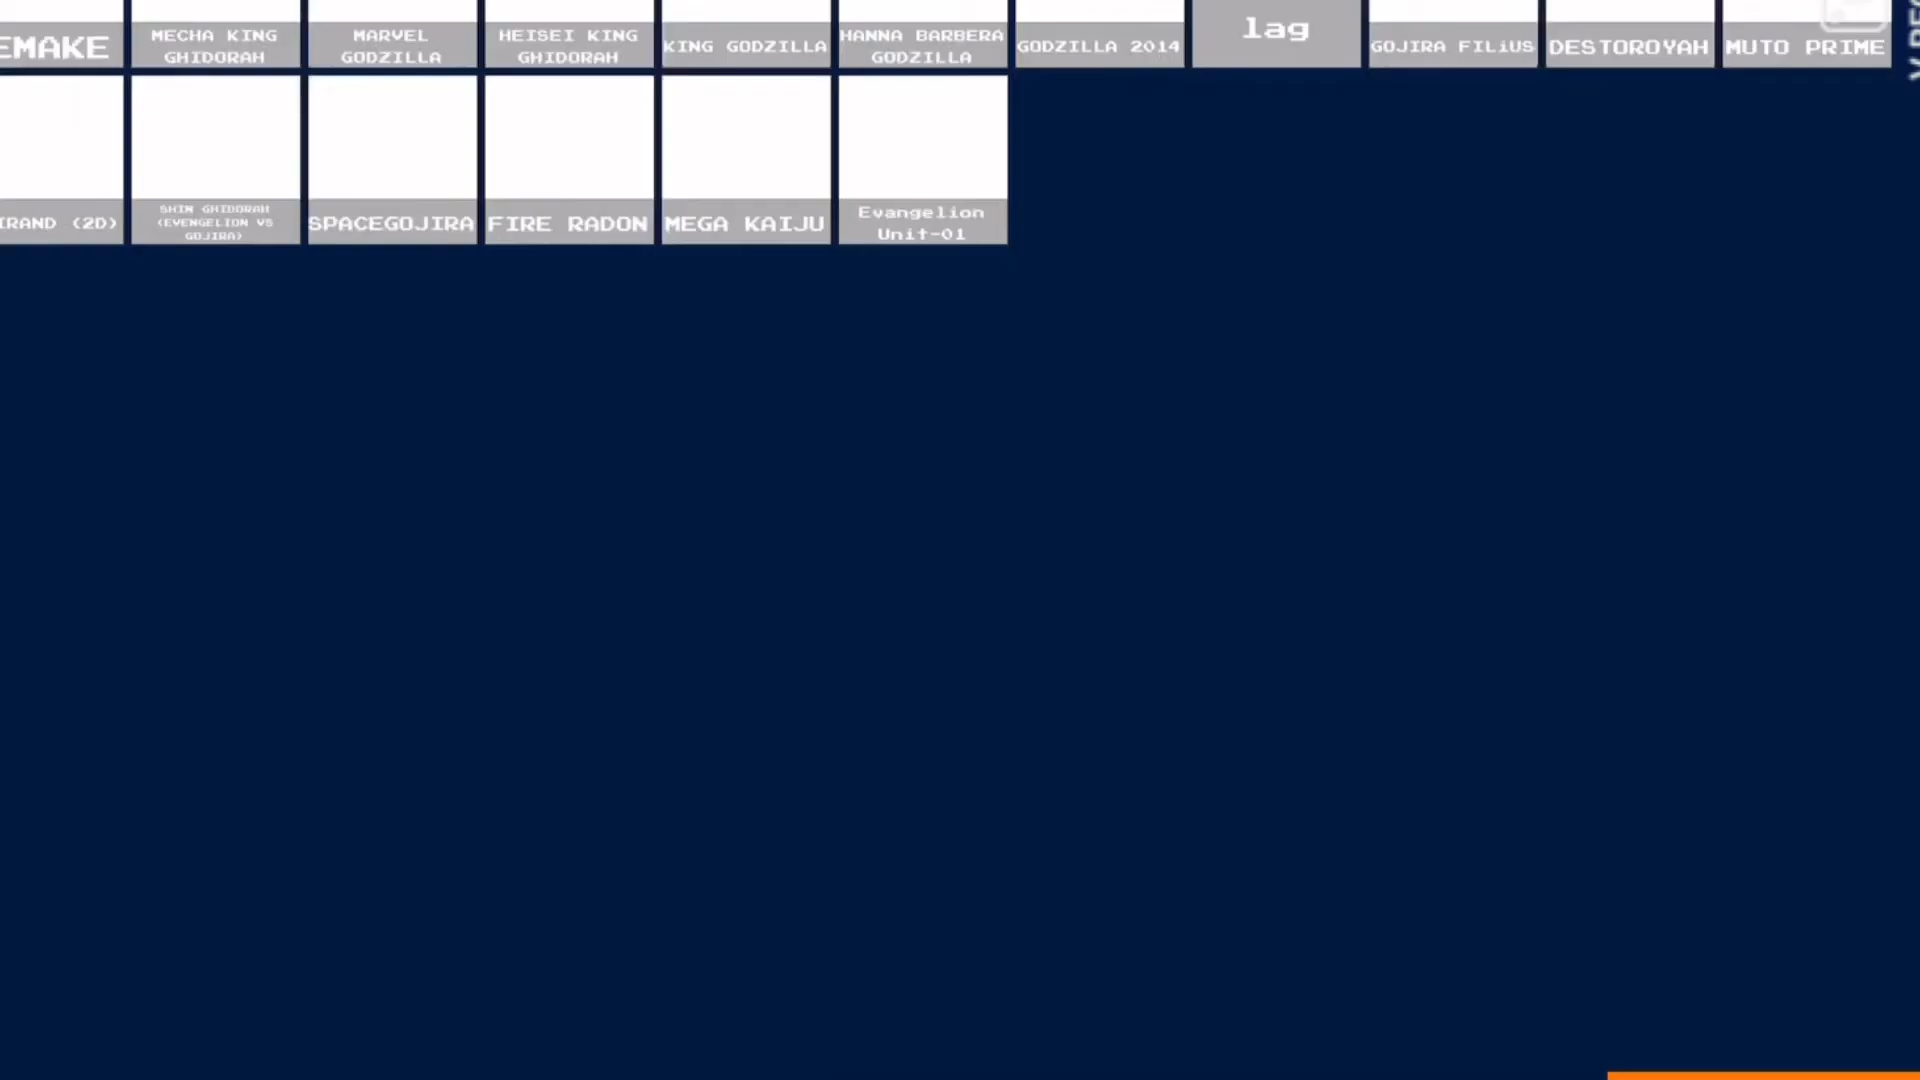 EMAKE
MECHA KING
GHIDORAH
MARVEL
GODZILLA
HEISEI KING
GHIDORAH
KING GODZILLA
HANNA BARBERA
GODZILLA
GODZILLA 2014
lag
GOJIRA FILiUS
DESTOROYAH
MUTO PRIME
IRAND (2D)
SHIN GHIDORAH
(EVENGELION VS
GOJIRA)
SPACEGOJIRA
FIRE RADON
MEGA KAIJU
Evangelion
Unit-01